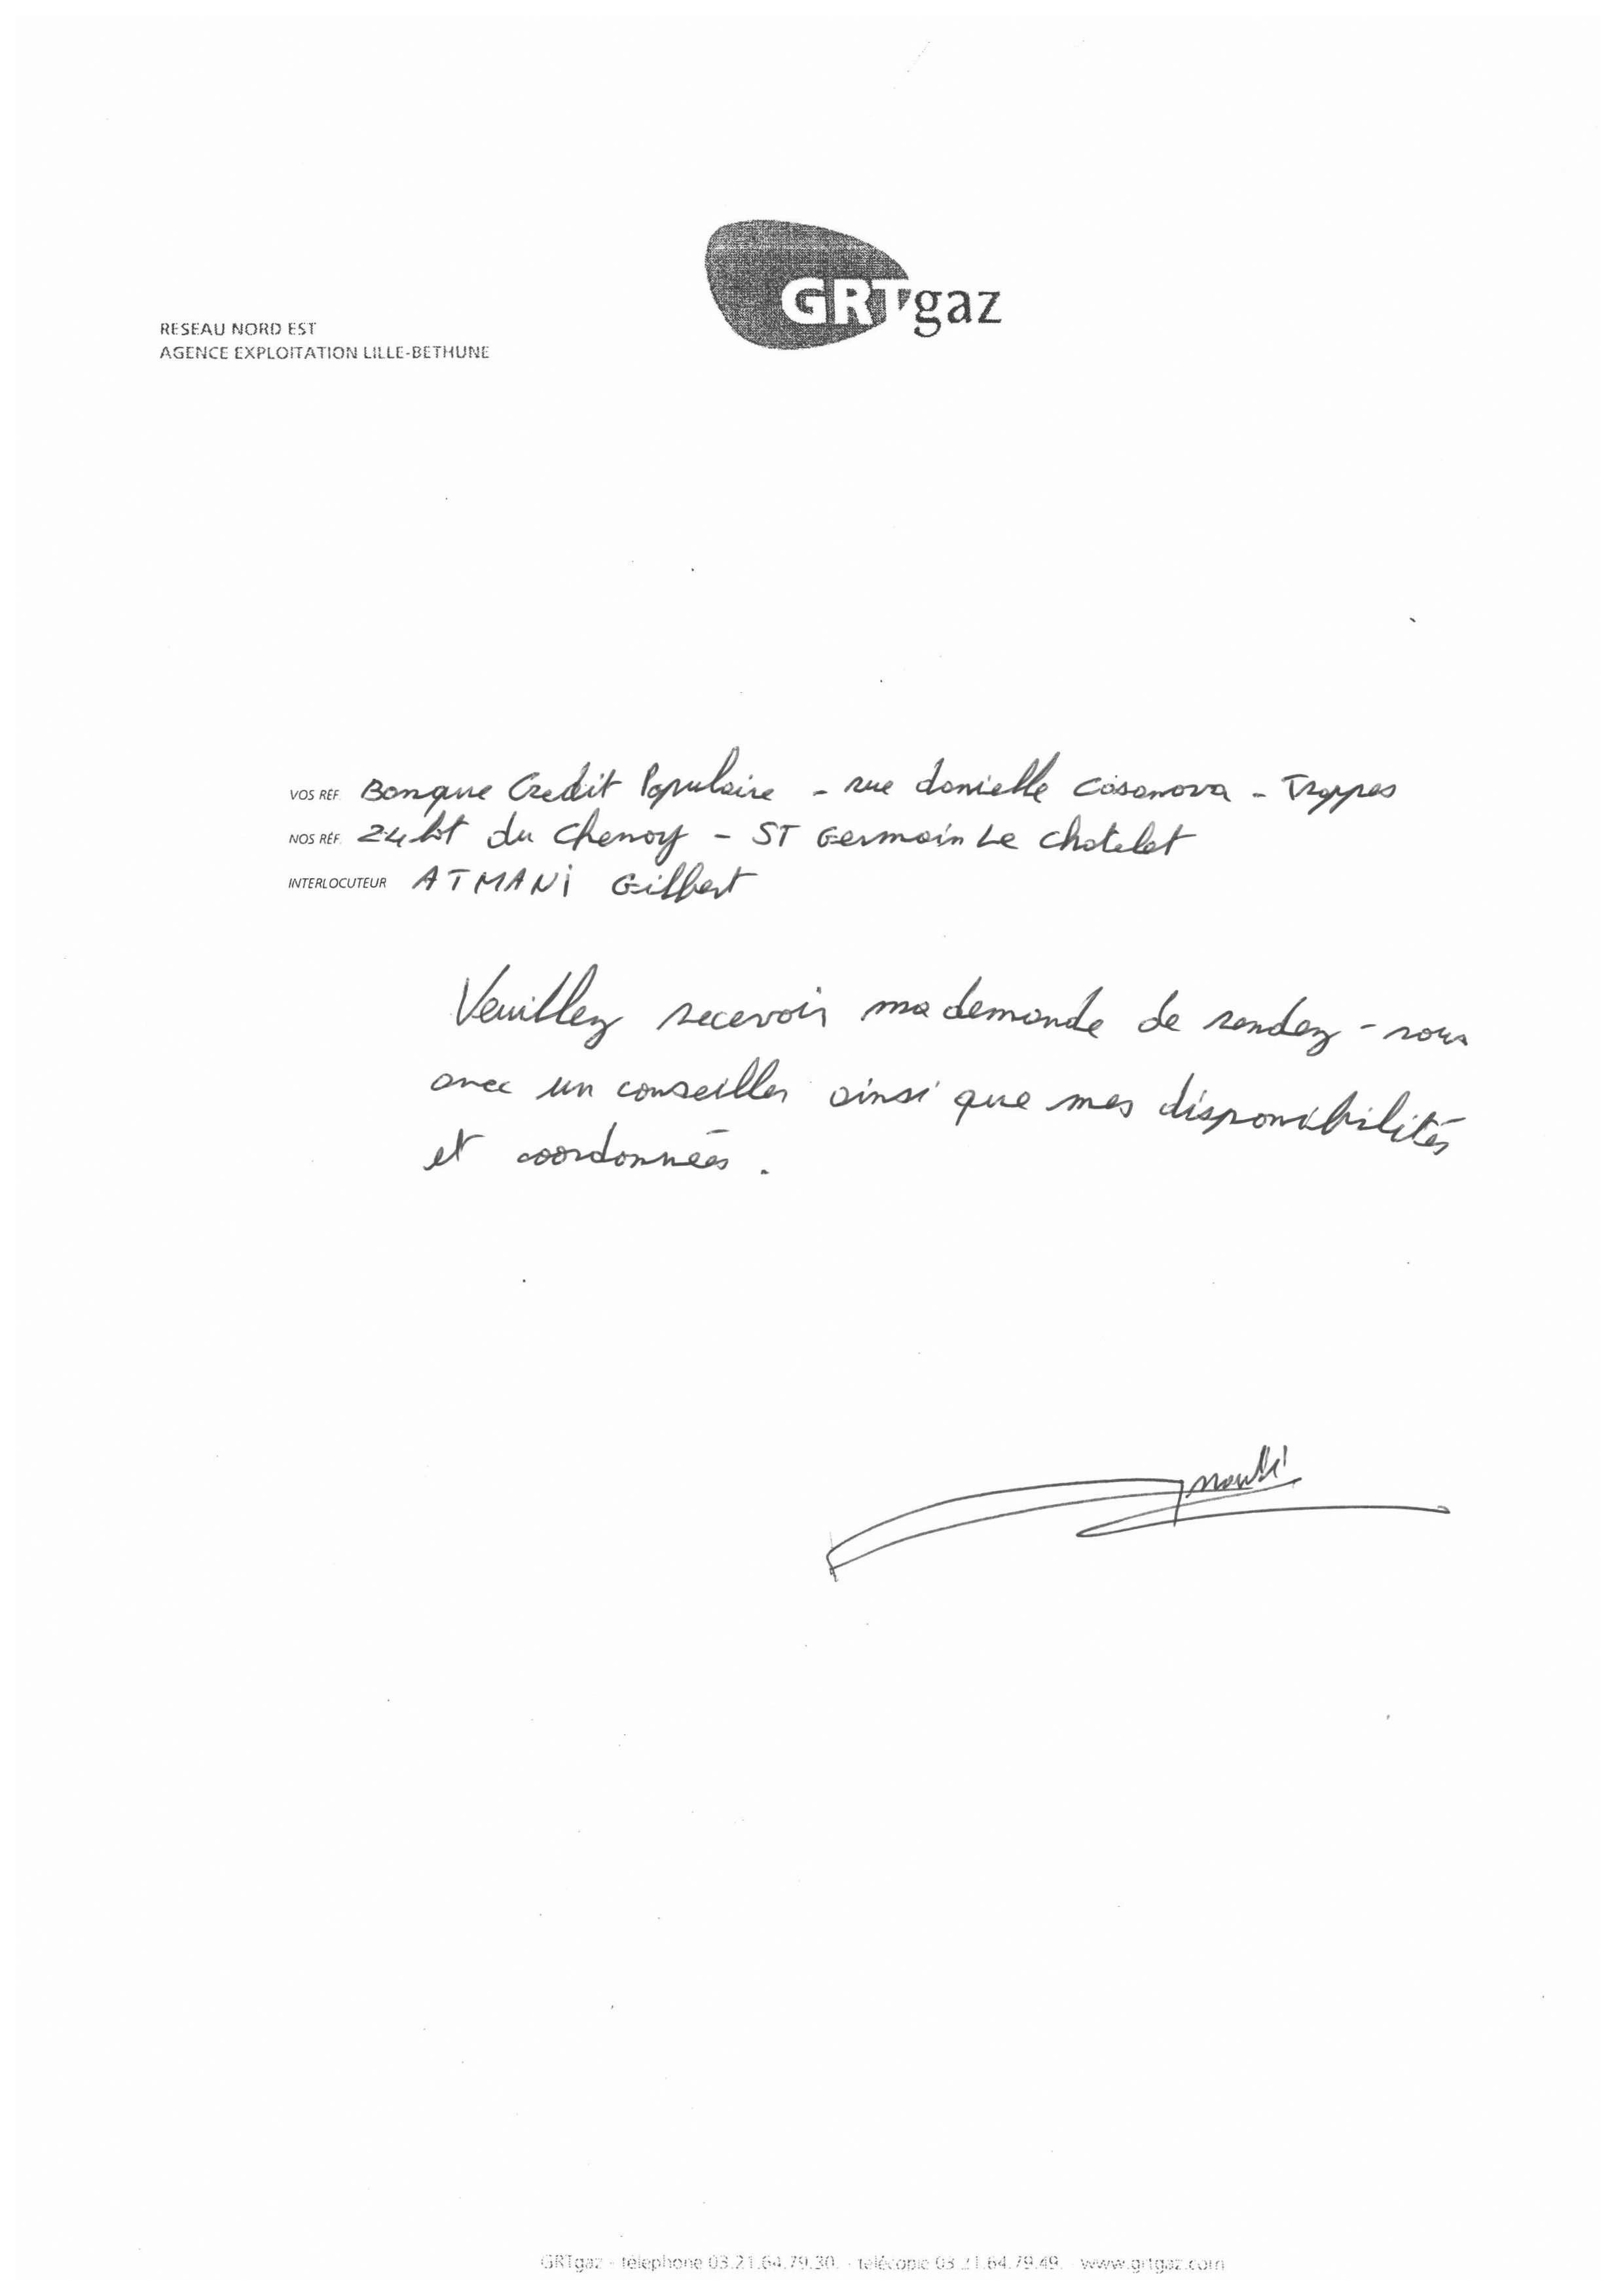 GRTgaz
RESEAU NORD EST
AGENCE EXPLOITATION LILLE-BETHUNE
VOS RÉF. Banque Credit Populaire - rue danielle Casanova - Trappes
NOS RÉF. 24 lot du Chenoy - ST Germain Le Chatelet
INTERLOCUTEUR ATMANI Gilbert
Veuillez recevoir ma demande de rendez-vous
avec un conseiller ainsi que mes disponibilités
et coordonnées.
GRTgaz - téléphone 03.21.64.79.30. - télécopie 03.21.64.79.49. - www.grtgaz.com